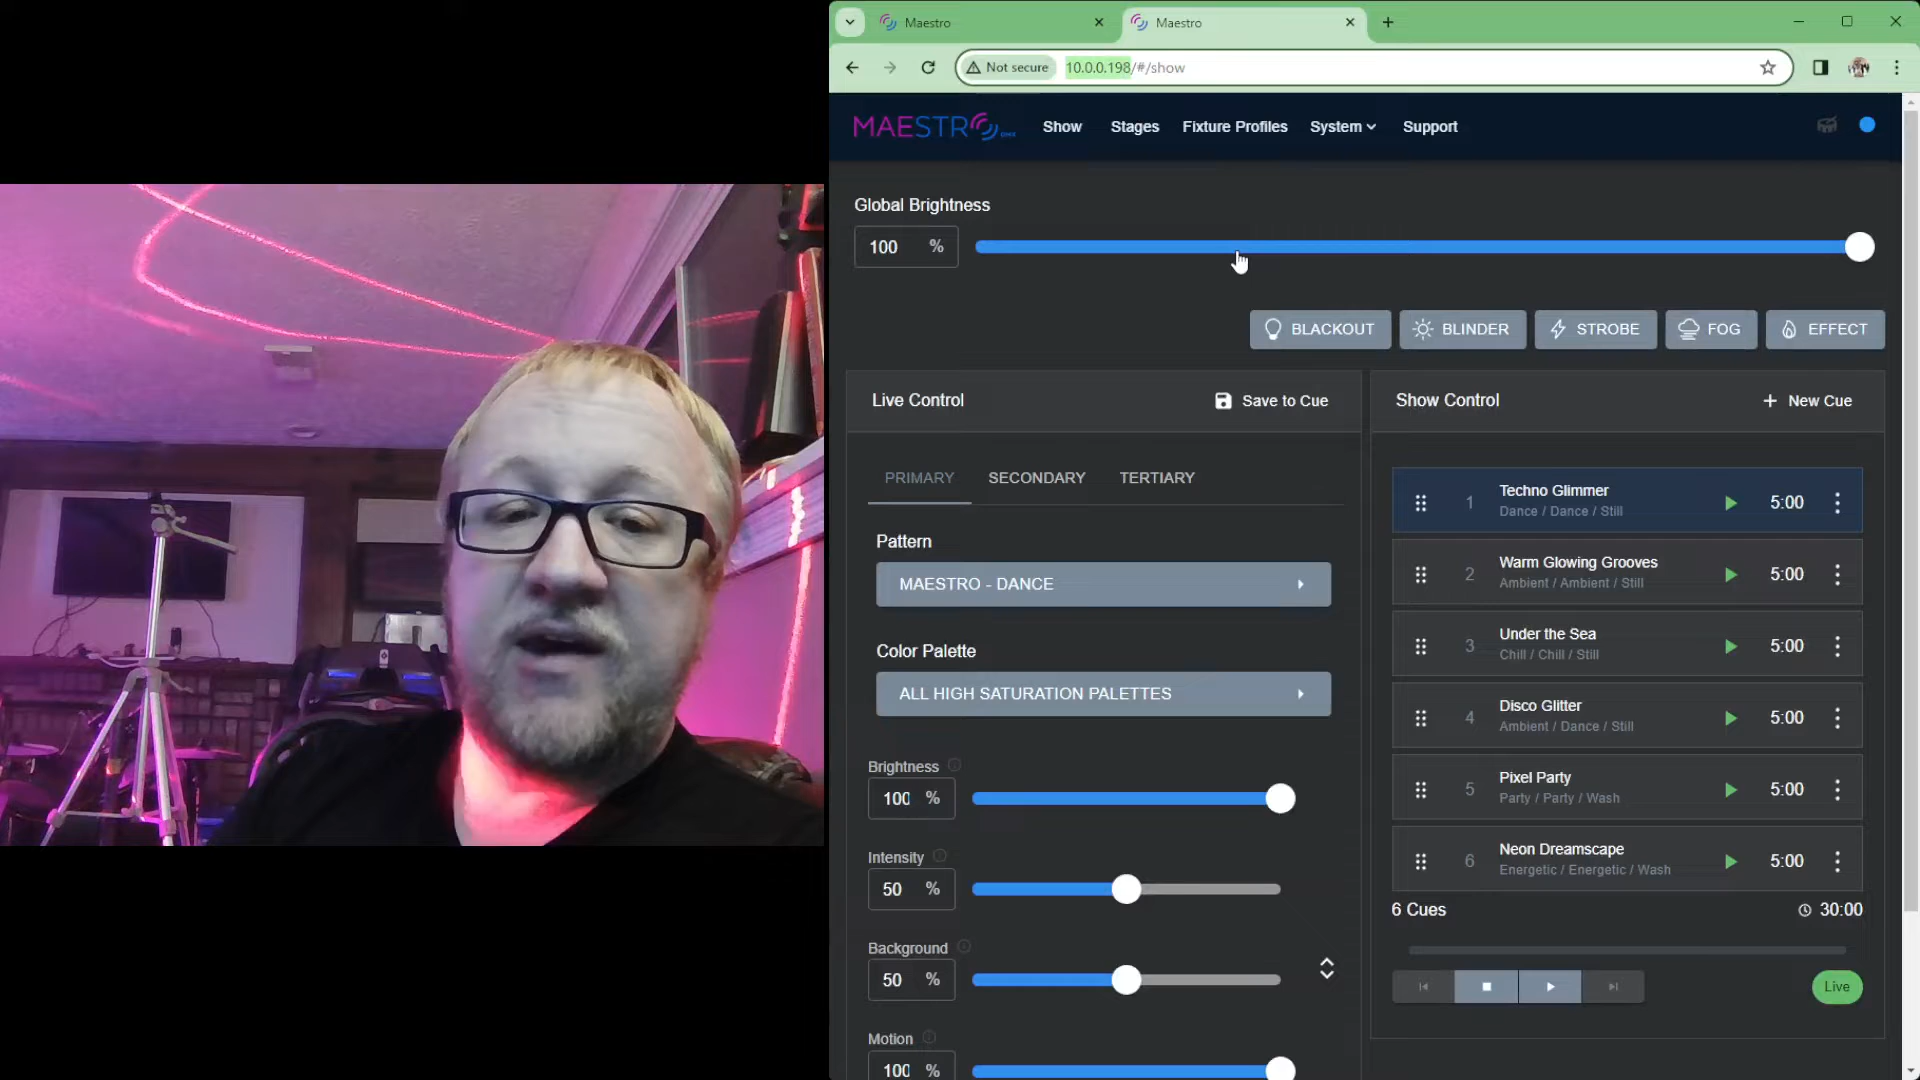 Maestro
Maestro
Not secure
10.0.0.198/#/show
MAESTRO
Show
Stages
Fixture Profiles
System
Support
Global Brightness
100 %
BLACKOUT
BLINDER
STROBE
FOG
EFFECT
Live Control
Save to Cue
PRIMARY
SECONDARY
TERTIARY
Pattern
MAESTRO - DANCE
Color Palette
ALL HIGH SATURATION PALETTES
Brightness
100 %
Intensity
50 %
Background
50 %
Motion
100 %
Show Control
+ New Cue
1 Techno Glimmer 5:00
Dance / Dance / Still
2 Warm Glowing Grooves 5:00
Ambient / Ambient / Still
3 Under the Sea 5:00
Chill / Chill / Still
4 Disco Glitter 5:00
Ambient / Dance / Still
5 Pixel Party 5:00
Party / Party / Wash
6 Neon Dreamscape 5:00
Energetic / Energetic / Wash
6 Cues
30:00
Live